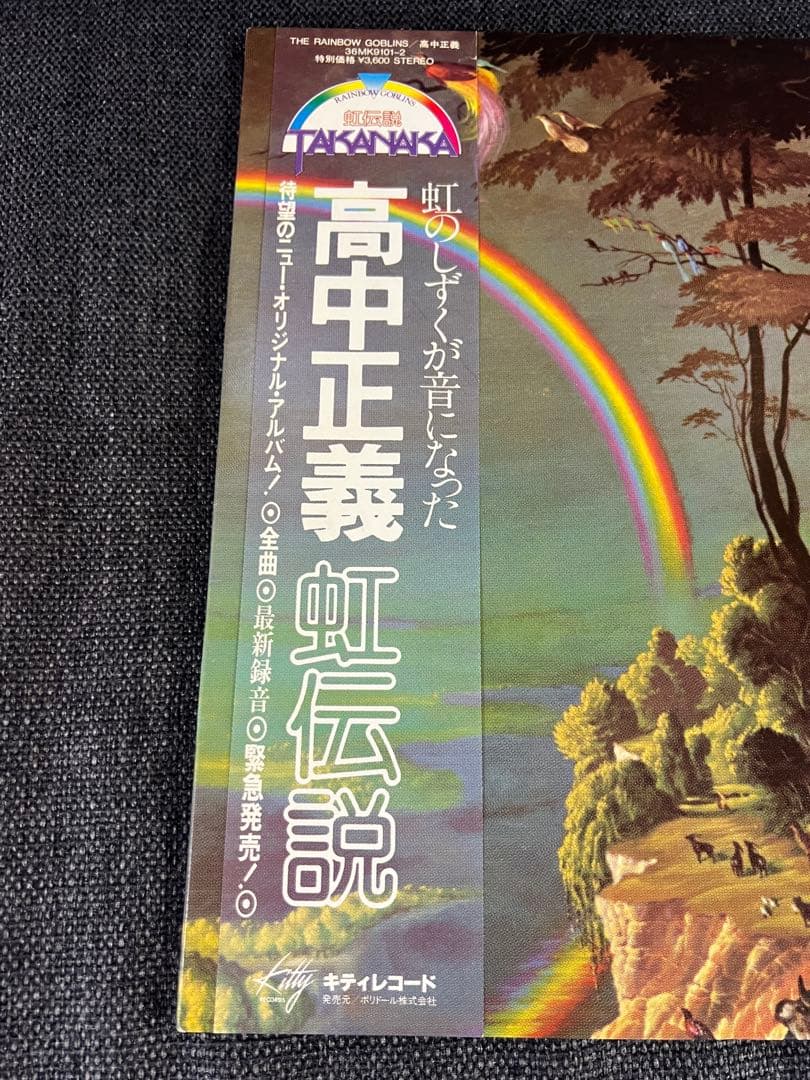 THE RAINBOW GOBLINS/高中正義
36MK9101-2
特別価格 ¥3,600 STEREO
RAINBOW GOBLINS
虹伝説
TAKANAKA
虹のしずくが音になった
高中正義
虹伝説
待望のニュー・オリジナル・アルバム!◎全曲◎最新録音◎緊急発売!◎
Kitty
RECORDS
キティレコード
発売元/ポリドール株式会社